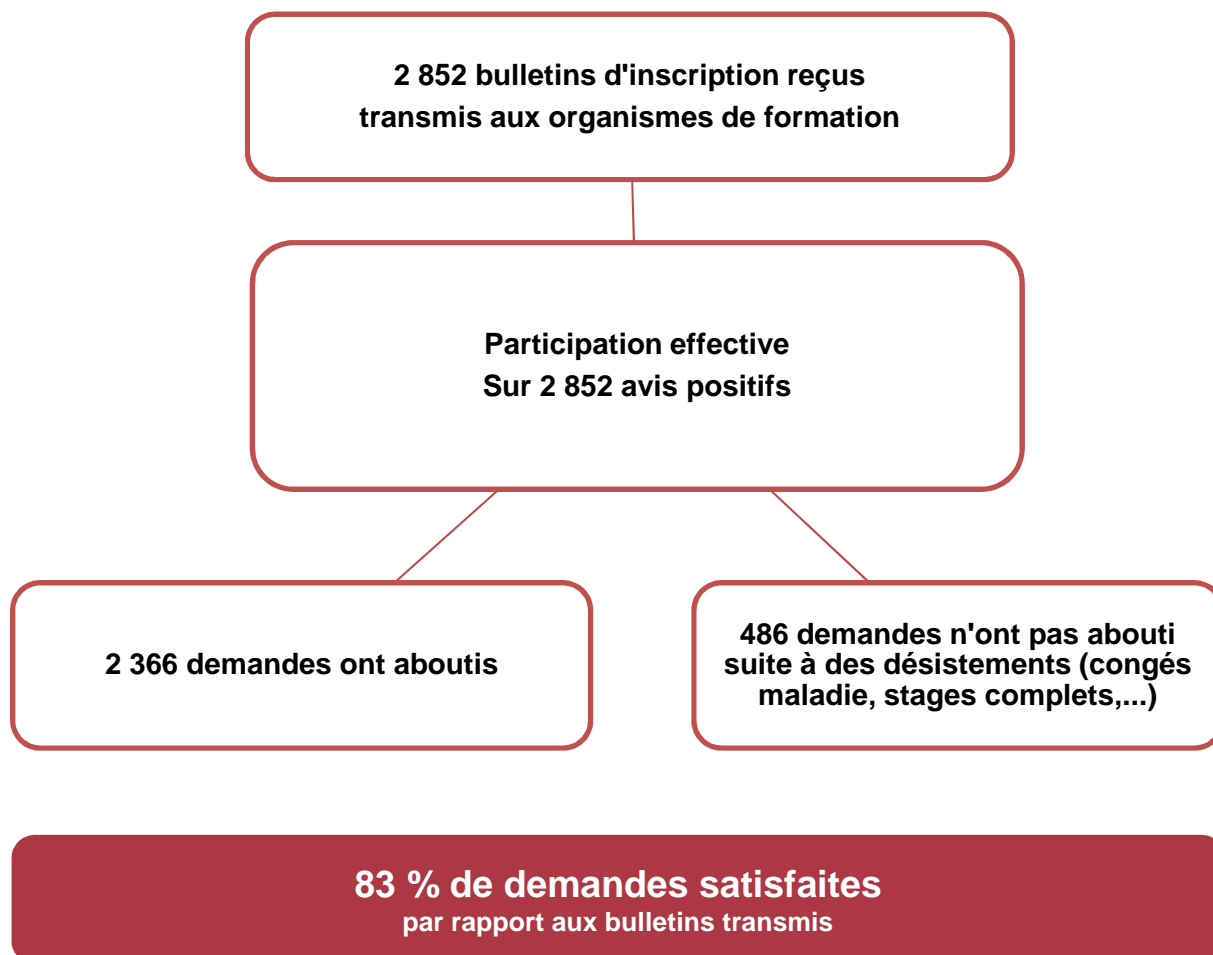 2 852 bulletins d'inscription reçus
transmis aux organismes de formation
Participation effective
Sur 2 852 avis positifs
2 366 demandes ont aboutis
486 demandes n'ont pas abouti
suite à des désistements (congés
maladie, stages complets,...)
83 % de demandes satisfaites
par rapport aux bulletins transmis